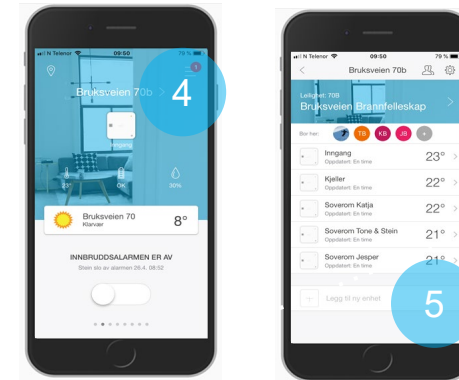 N Telenor 09:50 79 %
1
Bruksveien 70b >
4
Inngang
23° OK 30%
Bruksveien 70
Klarvær
8°
INNBRUDDSALARMEN ER AV
Stein slo av alarmen 26.4, 08:52
N Telenor 09:50 79 %
< Bruksveien 70b
Leilighet: 70B
Bruksveien Brannfelleskap >
Bor her: TB KB JB +
Inngang 23° >
Oppdatert: En time
Kjeller 22° >
Oppdatert: En time
Soverom Katja 22° >
Oppdatert: En time
Soverom Tone & Stein 21° >
Oppdatert: En time
Soverom Jesper 21° >
Oppdatert: En time
Legg til ny enhet
5